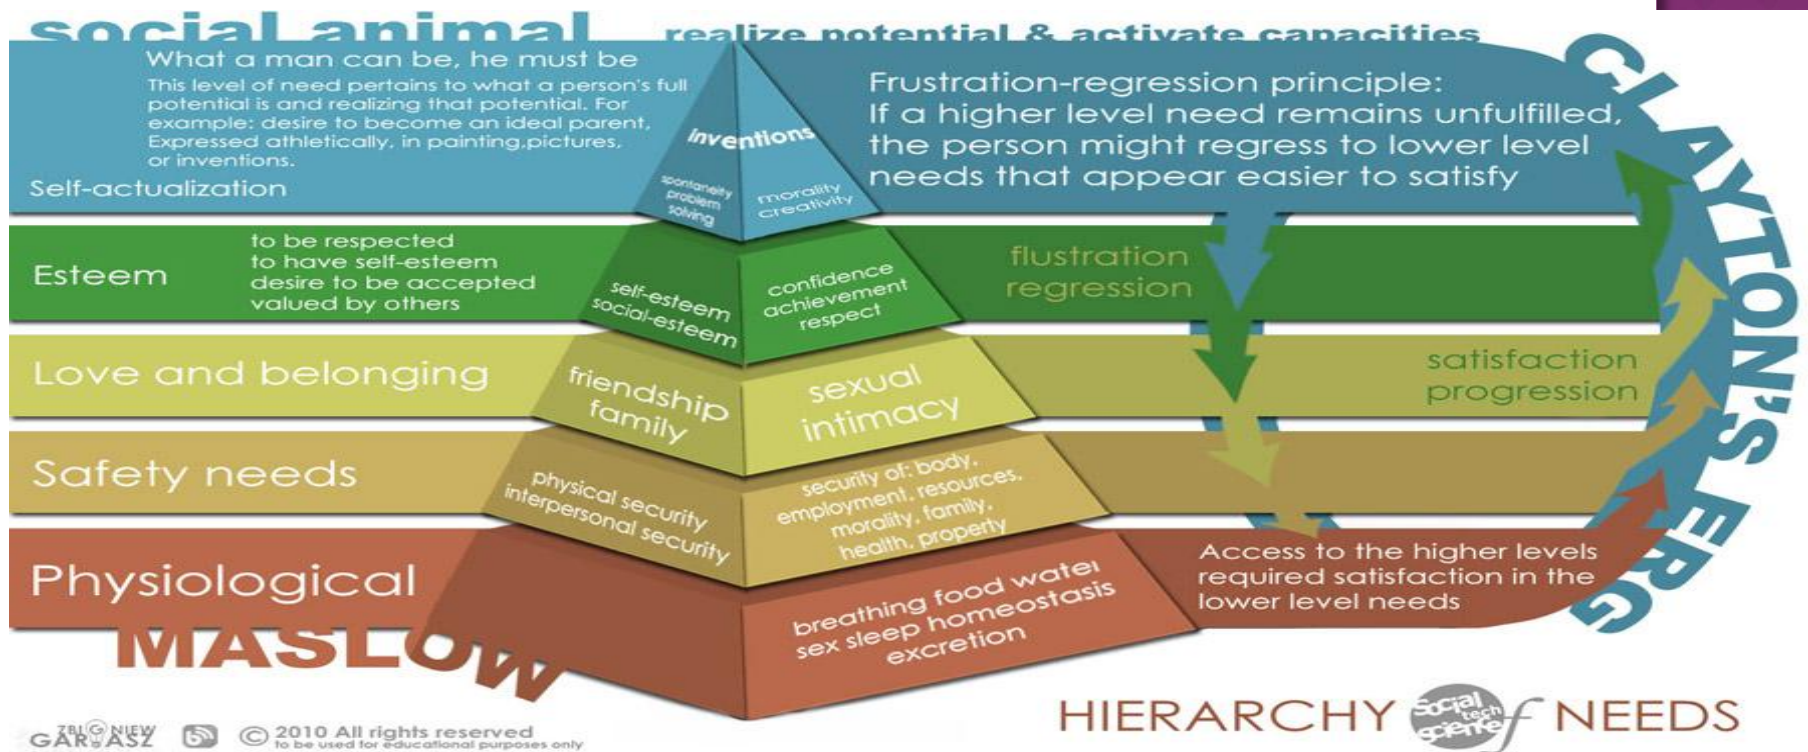 social animal
realize potential & activate capacities
What a man can be, he must be
This level of need pertains to what a person's full
potential is and realizing that potential. For
example: desire to become an ideal parent,
Expressed athletically, in painting,pictures,
or inventions.
Self-actualization
inventions
spontaneity
problem
solving
morality
creativity
Frustration-regression principle:
If a higher level need remains unfulfilled,
the person might regress to lower level
needs that appear easier to satisfy
CLAYTON'S ERG
Esteem
to be respected
to have self-esteem
desire to be accepted
valued by others
self-esteem
social-esteem
confidence
achievement
respect
flustration
regression
Love and belonging
friendship
family
sexual
intimacy
satisfaction
progression
Safety needs
physical security
interpersonal security
security of: body,
employment, resources,
morality, family,
health, property
Physiological
breathing food water
sex sleep homeostasis
excretion
Access to the higher levels
required satisfaction in the
lower level needs
MASLOW
HIERARCHY of NEEDS
Social
tech
science
ZBIGNIEW
GARGASZ
© 2010 All rights reserved
to be used for educational purposes only